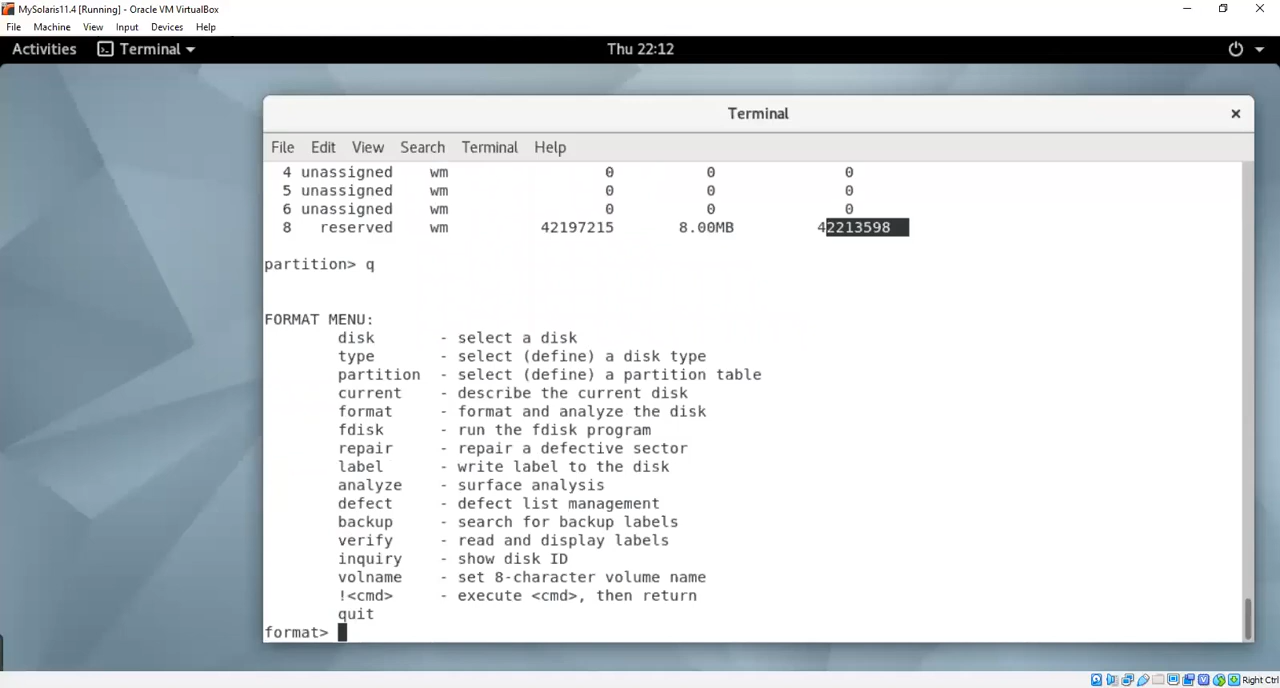 MySolaris11.4 [Running] - Oracle VM VirtualBox
File Machine View Input Devices Help
Activities Terminal Thu 22:12
Terminal
File Edit View Search Terminal Help
4 unassigned wm 0 0 0
5 unassigned wm 0 0 0
6 unassigned wm 0 0 0
8 reserved wm 42197215 8.00MB 42213598
partition> q
FORMAT MENU:
disk - select a disk
type - select (define) a disk type
partition - select (define) a partition table
current - describe the current disk
format - format and analyze the disk
fdisk - run the fdisk program
repair - repair a defective sector
label - write label to the disk
analyze - surface analysis
defect - defect list management
backup - search for backup labels
verify - read and display labels
inquiry - show disk ID
volname - set 8-character volume name
!<cmd> - execute <cmd>, then return
quit
format>
Right Ctrl